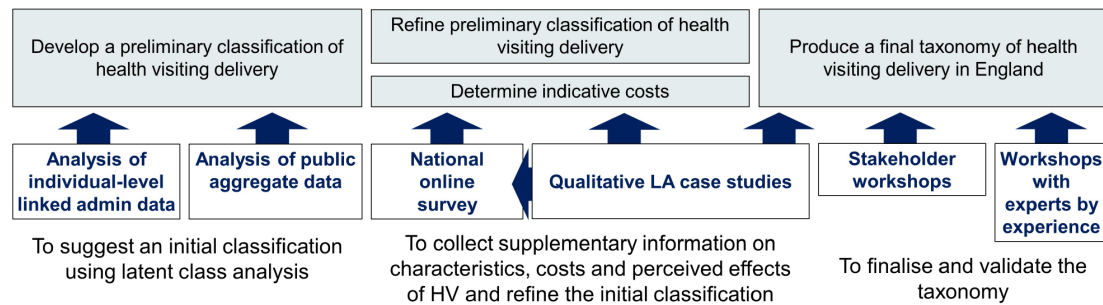 Develop a preliminary classification of
health visiting delivery
Refine preliminary classification of health
visiting delivery
Determine indicative costs
Produce a final taxonomy of health
visiting delivery in England
Analysis of
individual-level
linked admin data
Analysis of public
aggregate data
National
online
survey
Qualitative LA case studies
Stakeholder
workshops
Workshops
with
experts by
experience
To suggest an initial classification
using latent class analysis
To collect supplementary information on
characteristics, costs and perceived effects
of HV and refine the initial classification
To finalise and validate the
taxonomy